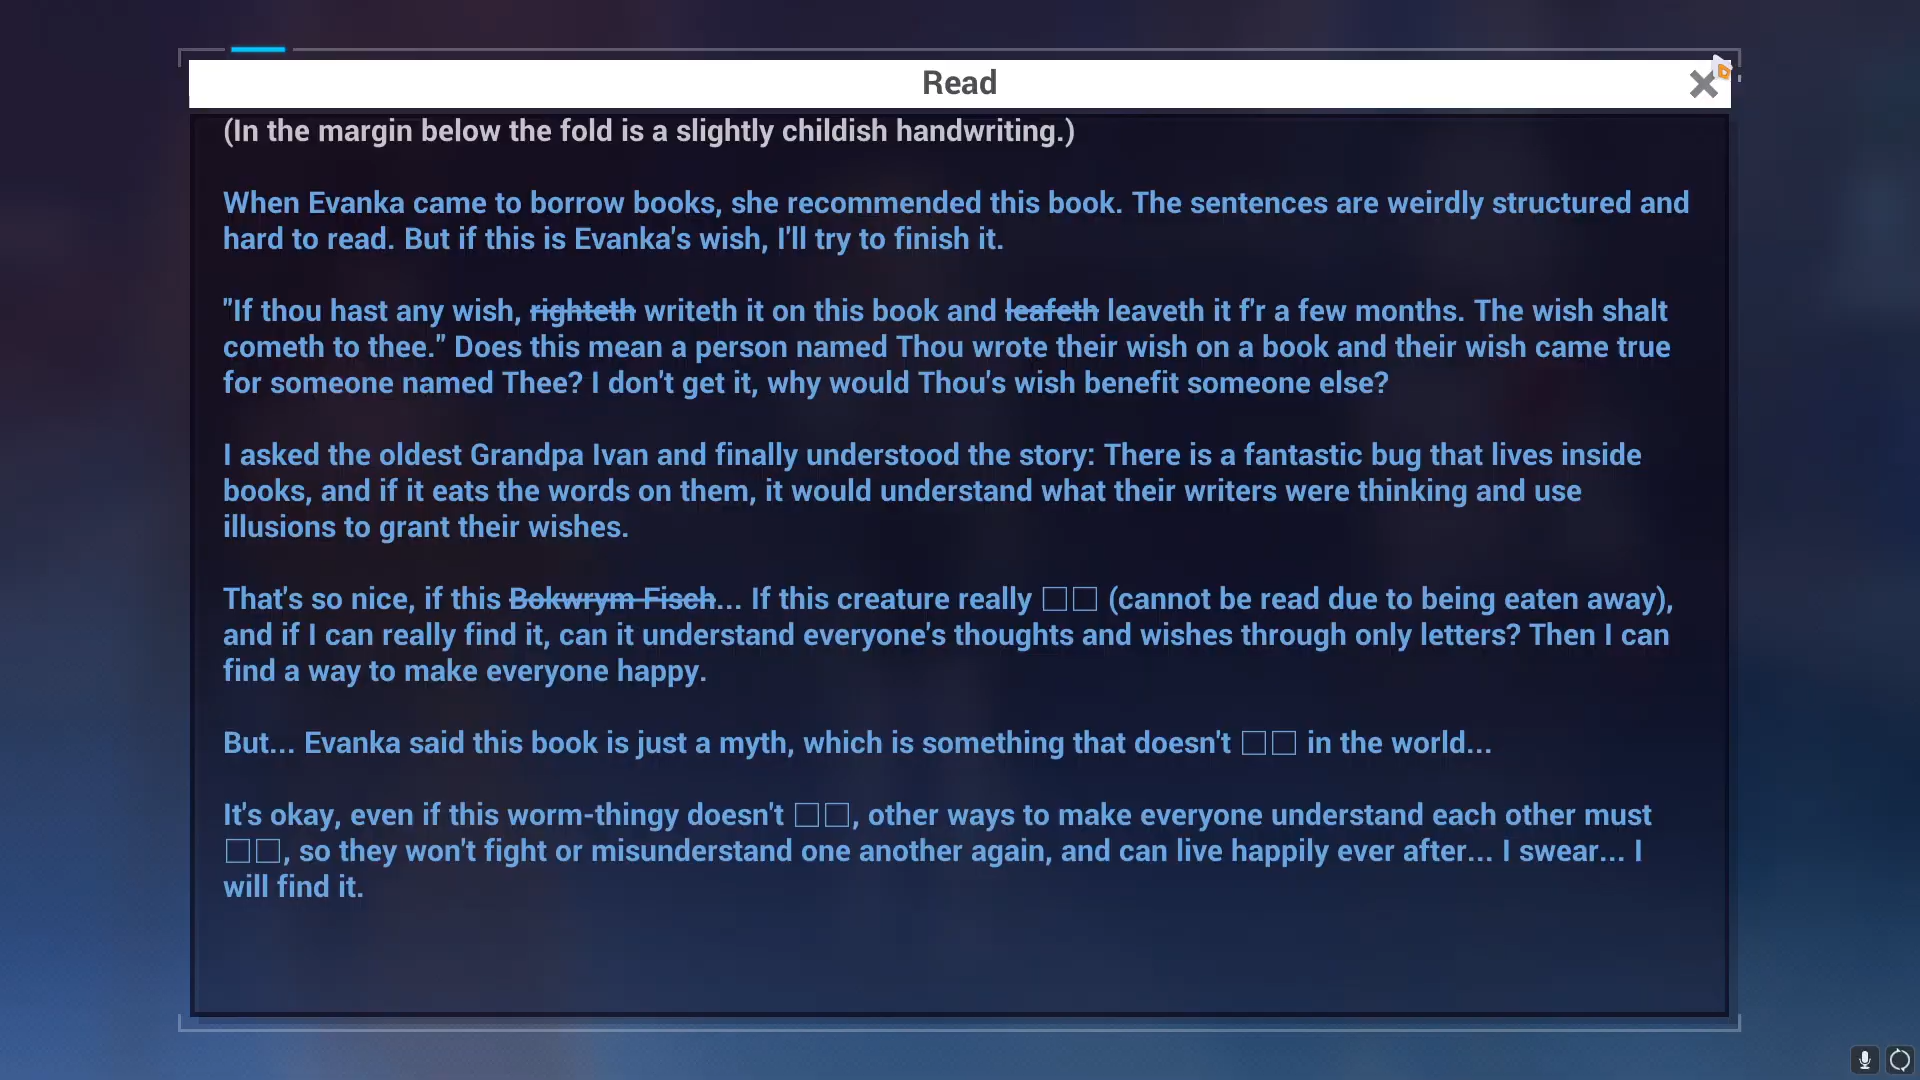 Read
(In the margin below the fold is a slightly childish handwriting.)
When Evanka came to borrow books, she recommended this book. The sentences are weirdly structured and
hard to read. But if this is Evanka's wish, I'll try to finish it.
"If thou hast any wish, righteth writeth it on this book and leafeth leaveth it f'r a few months. The wish shalt
cometh to thee." Does this mean a person named Thou wrote their wish on a book and their wish came true
for someone named Thee? I don't get it, why would Thou's wish benefit someone else?
I asked the oldest Grandpa Ivan and finally understood the story: There is a fantastic bug that lives inside
books, and if it eats the words on them, it would understand what their writers were thinking and use
illusions to grant their wishes.
That's so nice, if this Bokwrym Fisch... If this creature really □□ (cannot be read due to being eaten away),
and if I can really find it, can it understand everyone's thoughts and wishes through only letters? Then I can
find a way to make everyone happy.
But... Evanka said this book is just a myth, which is something that doesn't □□ in the world...
It's okay, even if this worm-thingy doesn't □□, other ways to make everyone understand each other must
□□, so they won't fight or misunderstand one another again, and can live happily ever after... I swear... I
will find it.